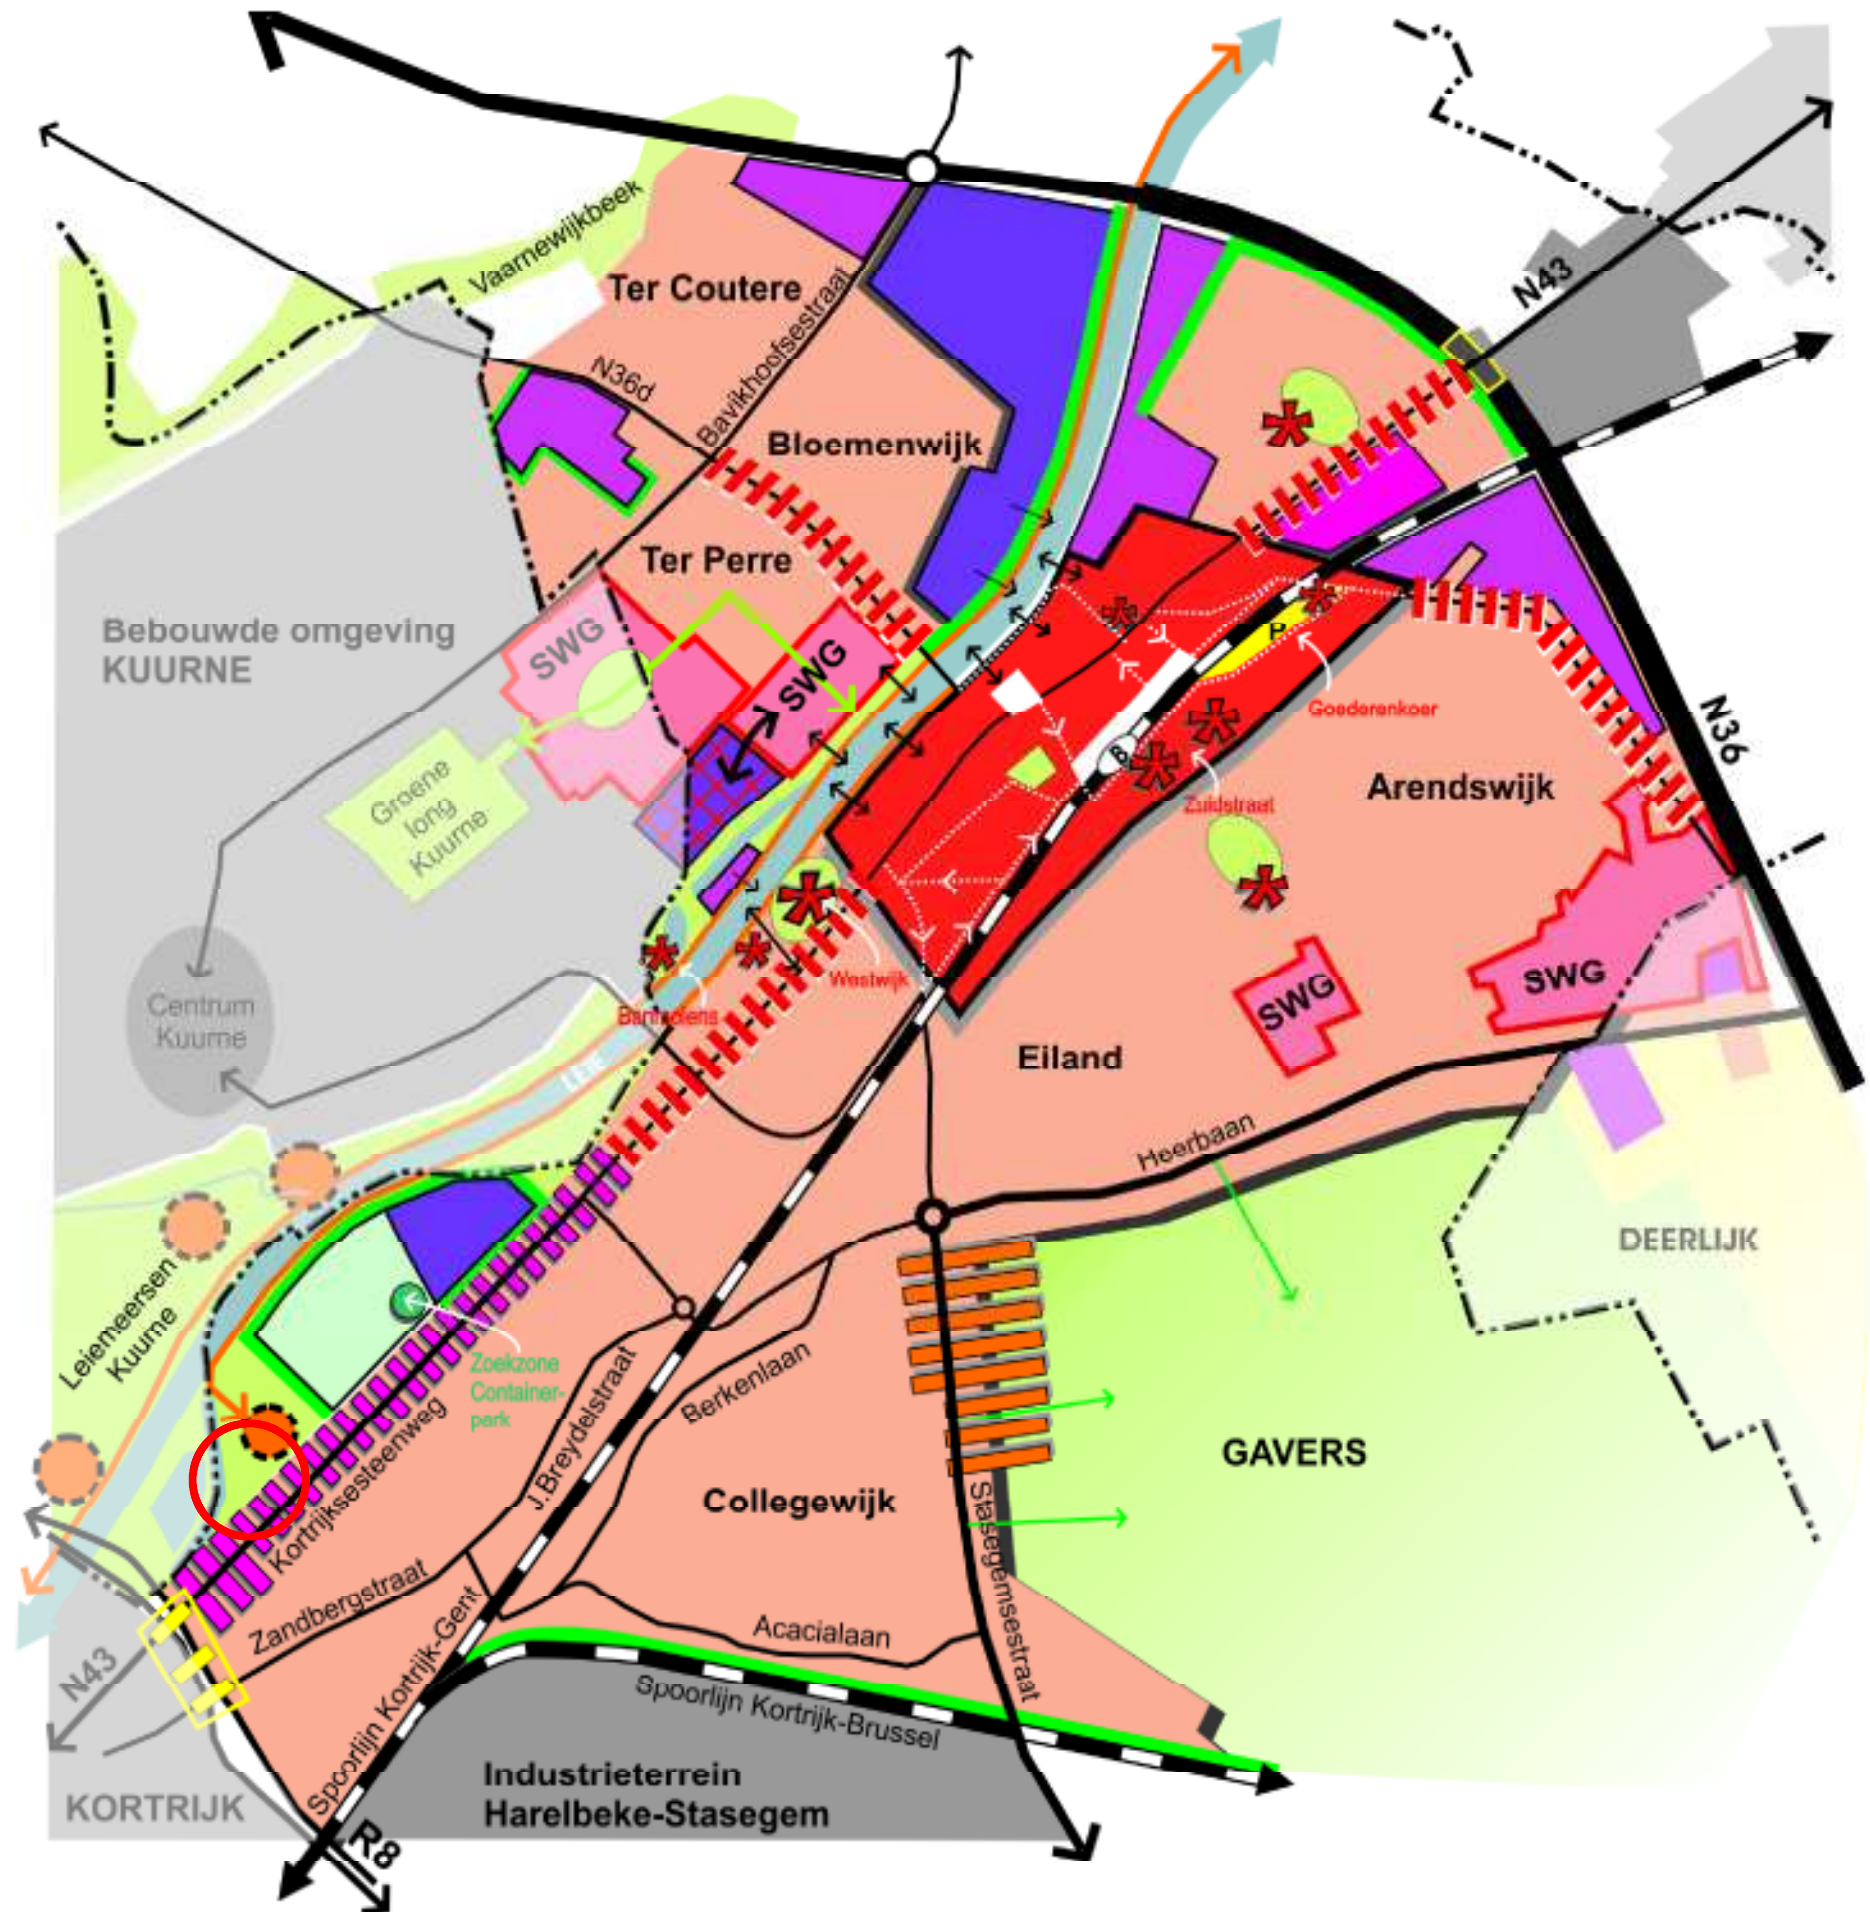 N43
Vaarnewijkbeek
Ter Coutere
Bavikhoofsestraat
N36d
Bloemenwijk
Ter Perre
Bebouwde omgeving
KUURNE
SWG
SWG
P
Goederenkoer
N36
B
Arendswijk
Zuidstraat
Groene
long
Kuurne
Westwijk
SWG
SWG
Centrum
Kuurne
LEIE
Eiland
Heerbaan
DEERLIJK
Leiemeersen
Kuurne
Zoekzone
Container-
park
J.Breydelstraat
Berkenlaan
GAVERS
Kortrijksesteenweg
Collegewijk
Stasegemsestraat
Zandbergstraat
Acacialaan
N43
Spoorlijn Kortrijk-Gent
Spoorlijn Kortrijk-Brussel
Industrieterrein
Harelbeke-Stasegem
KORTRIJK
R8